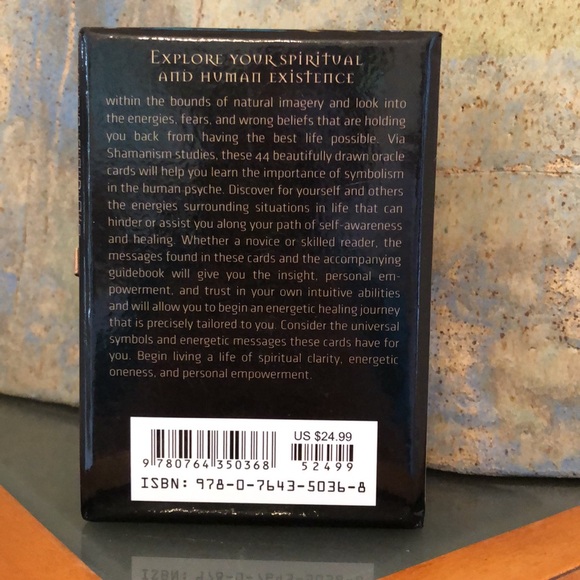 EXPLORE YOUR SPIRITUAL
AND HUMAN EXISTENCE
within the bounds of natural imagery and look into
the energies, fears, and wrong beliefs that are holding
you back from having the best life possible. Via
Shamanism studies, these 44 beautifully drawn oracle
cards will help you learn the importance of symbolism
in the human psyche. Discover for yourself and others
the energies surrounding situations in life that can
hinder or assist you along your path of self-awareness
and healing. Whether a novice or skilled reader, the
messages found in these cards and the accompanying
guidebook will give you the insight, personal em-
powerment, and trust in your own intuitive abilities
and will allow you to begin an energetic healing journey
that is precisely tailored to you. Consider the universal
symbols and energetic messages these cards have for
you. Begin living a life of spiritual clarity, energetic
oneness, and personal empowerment.
US $24.99
9 780764 350368
52499
ISBN: 978-0-7643-5036-8